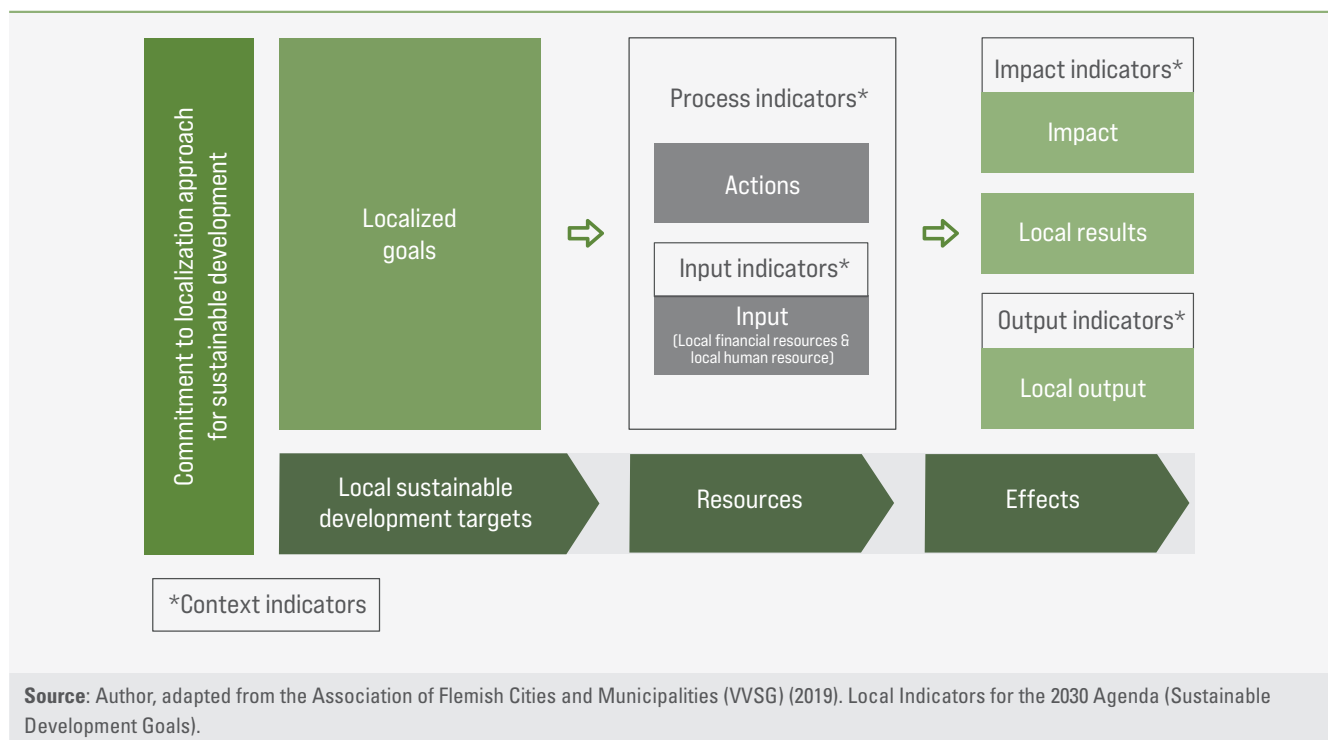 Commitment to localization approach
for sustainable development
Localized
goals
Process indicators*
Actions
Input indicators*
Input
(Local financial resources &
local human resource)
Impact indicators*
Impact
Local results
Output indicators*
Local output
Local sustainable
development targets
Resources
Effects
*Context indicators
Source: Author, adapted from the Association of Flemish Cities and Municipalities (VVSG) (2019). Local Indicators for the 2030 Agenda (Sustainable
Development Goals).